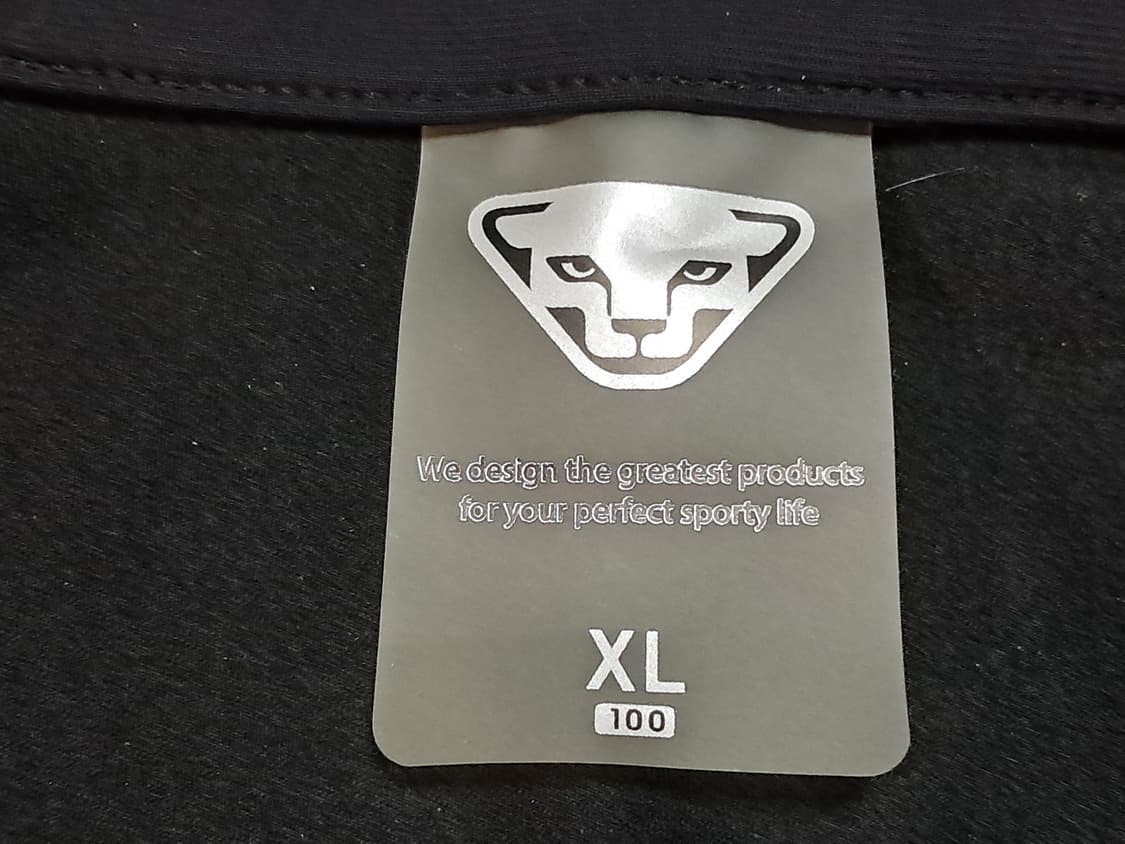 We design the greatest products
for your perfect sporty life
XL
100